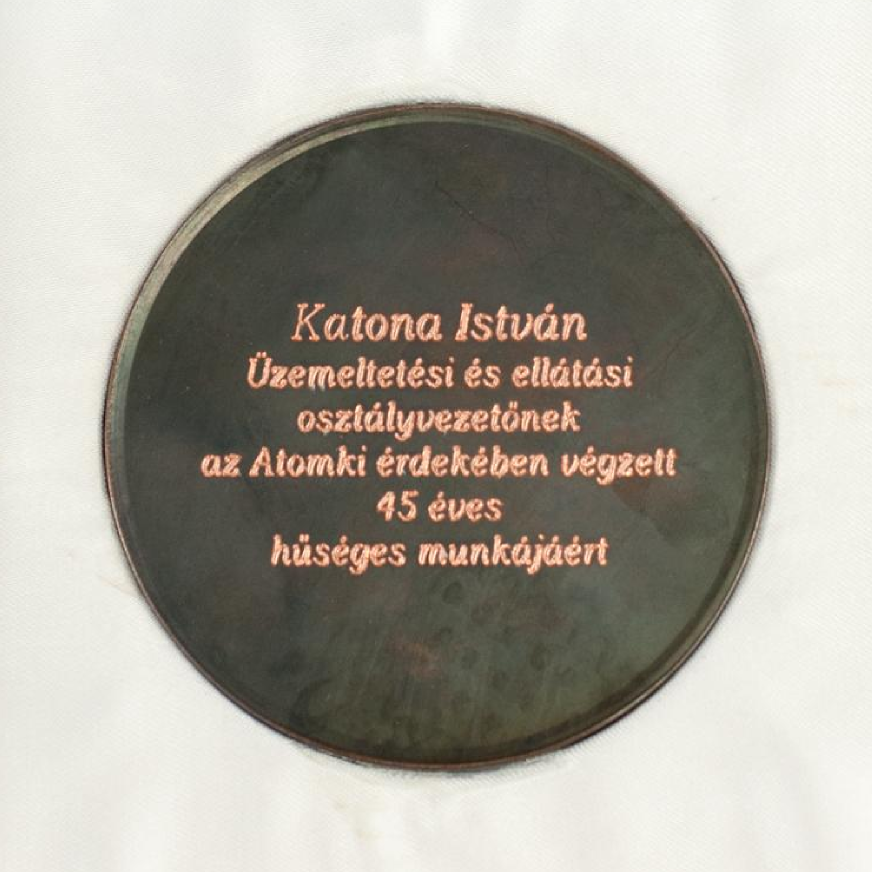 Katona István
Üzemeltetési és ellátási
osztályvezetőnek
az Atomki érdekében végzett
45 éves
hűséges munkájáért